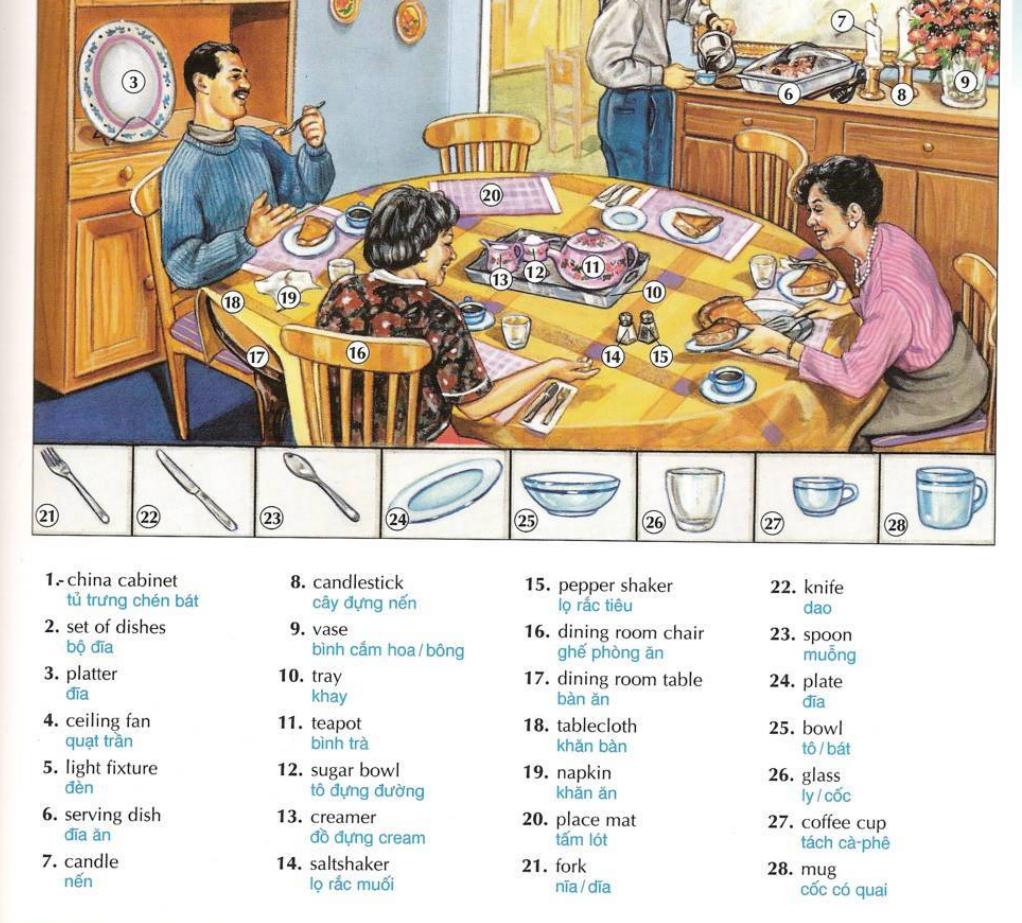 7
3
6
8
9
20
11
12
13
10
18
19
14
15
16
17
21
22
23
24
25
26
27
28
1. china cabinet
tủ trưng chén bát
2. set of dishes
bộ đĩa
3. platter
đĩa
4. ceiling fan
quạt trần
5. light fixture
đèn
6. serving dish
đĩa ăn
7. candle
nến
8. candlestick
cây đựng nến
9. vase
bình cắm hoa / bông
10. tray
khay
11. teapot
bình trà
12. sugar bowl
tô đựng đường
13. creamer
đồ đựng cream
14. saltshaker
lọ rắc muối
15. pepper shaker
lọ rắc tiêu
16. dining room chair
ghế phòng ăn
17. dining room table
bàn ăn
18. tablecloth
khăn bàn
19. napkin
khăn ăn
20. place mat
tấm lót
21. fork
nĩa / dĩa
22. knife
dao
23. spoon
muỗng
24. plate
đĩa
25. bowl
tô / bát
26. glass
ly / cốc
27. coffee cup
tách cà-phê
28. mug
cốc có quai